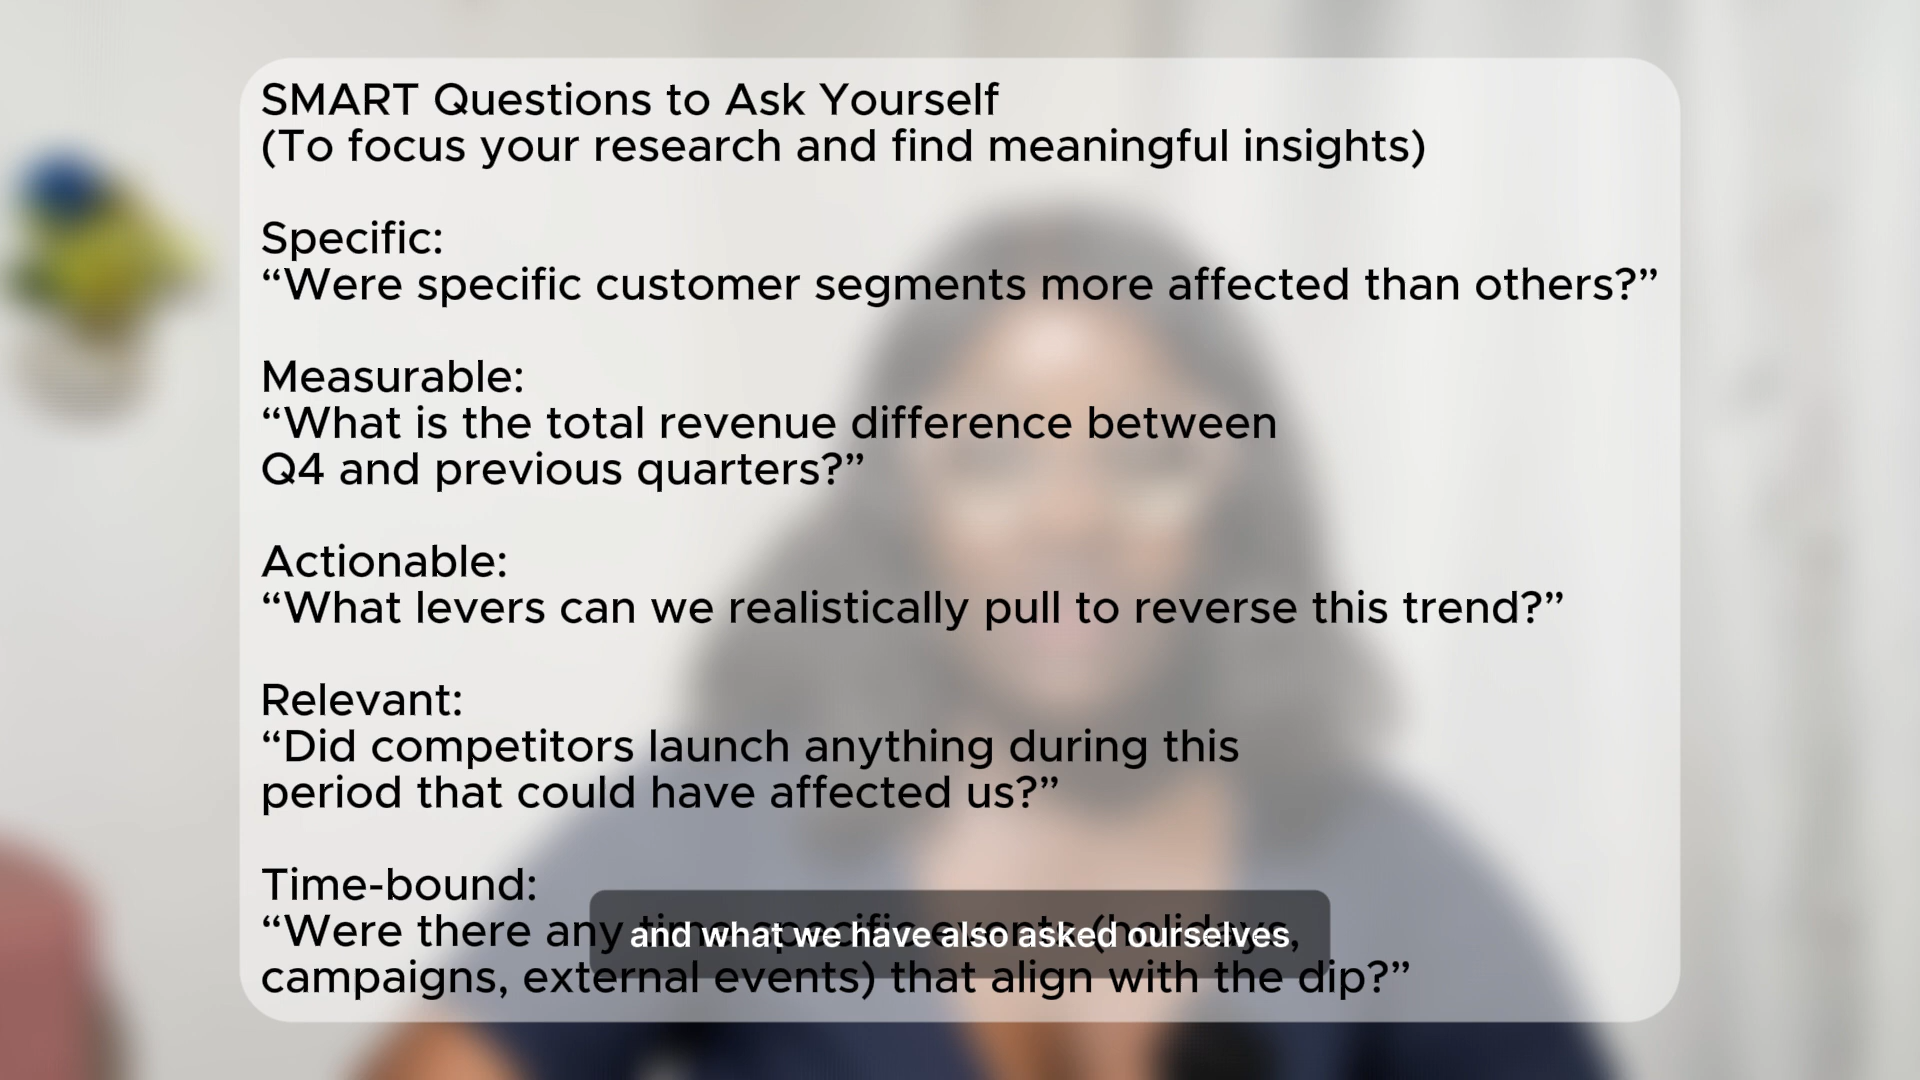 SMART Questions to Ask Yourself
(To focus your research and find meaningful insights)
Specific:
“Were specific customer segments more affected than others?”
Measurable:
“What is the total revenue difference between
Q4 and previous quarters?”
Actionable:
“What levers can we realistically pull to reverse this trend?”
Relevant:
“Did competitors launch anything during this
period that could have affected us?”
Time-bound:
“Were there any time-specific events (holidays,
and what we have also asked ourselves
campaigns, external events) that align with the dip?”